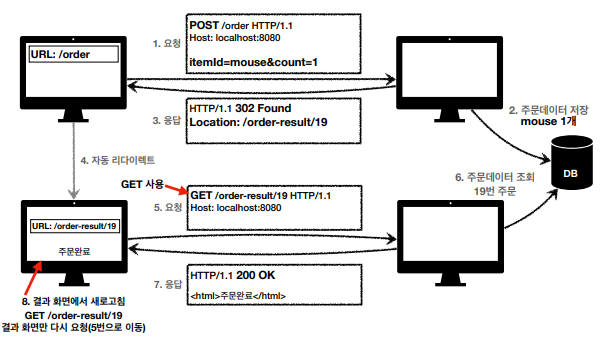 URL: /order
1. 요청
POST /order HTTP/1.1
Host: localhost:8080
itemId=mouse&count=1
3. 응답
HTTP/1.1 302 Found
Location: /order-result/19
2. 주문데이터 저장
mouse 1개
DB
4. 자동 리다이렉트
GET 사용
5. 요청
GET /order-result/19 HTTP/1.1
Host: localhost:8080
6. 주문데이터 조회
19번 주문
URL: /order-result/19
주문완료
7. 응답
HTTP/1.1 200 OK
<html>주문완료</html>
8. 결과 화면에서 새로고침
GET /order-result/19
결과 화면만 다시 요청(5번으로 이동)